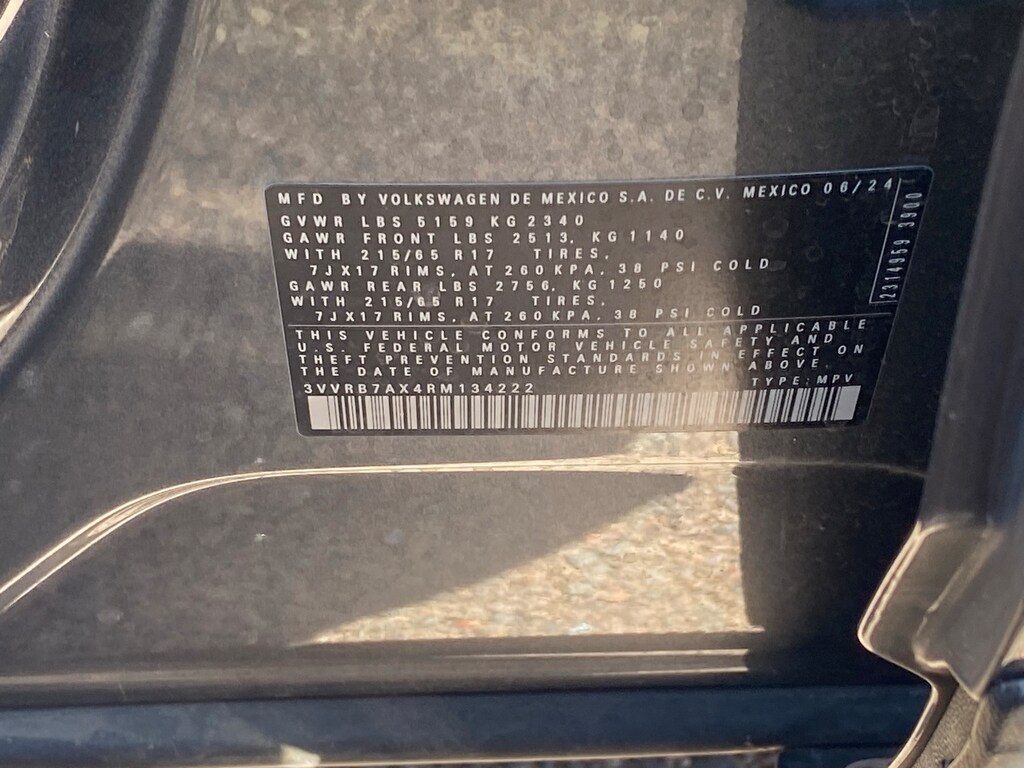 MFD BY VOLKSWAGEN DE MEXICO S.A. DE C.V. MEXICO 06/24
GVWR LBS 5159 KG 2340
GAWR FRONT LBS 2513, KG 1140
WITH 215/65 R17 TIRES,
7JX17 RIMS, AT 260 KPA, 38 PSI COLD
GAWR REAR LBS 2756, KG 1250
WITH 215/65 R17 TIRES,
7JX17 RIMS, AT 260 KPA, 38 PSI COLD
THIS VEHICLE CONFORMS TO ALL APPLICABLE
U.S. FEDERAL MOTOR VEHICLE SAFETY AND
THEFT PREVENTION STANDARDS IN EFFECT ON
THE DATE OF MANUFACTURE SHOWN ABOVE.
3VVRB7AX4RM134222 TYPE: MPV
2314959 3900